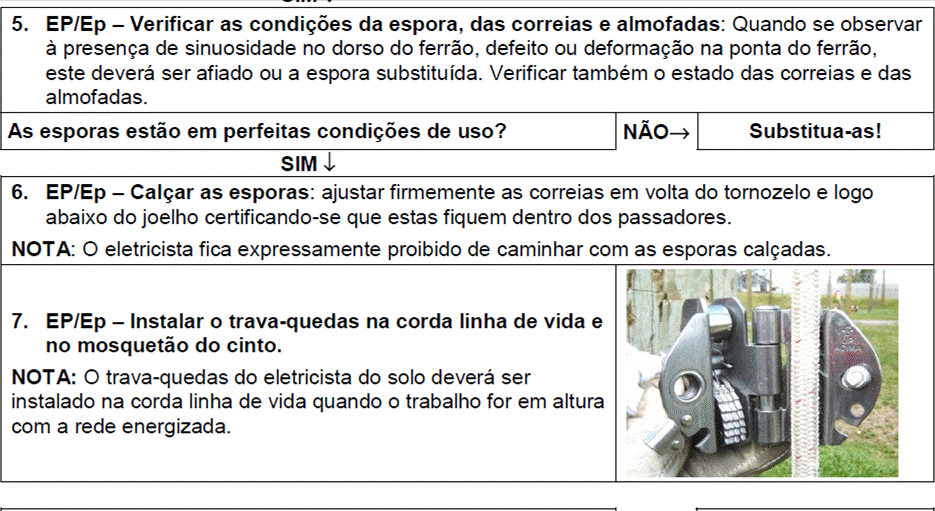 SIM↓
5. EP/Ep – Verificar as condições da espora, das correias e almofadas: Quando se observar
à presença de sinuosidade no dorso do ferrão, defeito ou deformação na ponta do ferrão,
este deverá ser afiado ou a espora substituída. Verificar também o estado das correias e das
almofadas.
As esporas estão em perfeitas condições de uso? NÃO→ Substitua-as!
SIM ↓
6. EP/Ep – Calçar as esporas: ajustar firmemente as correias em volta do tornozelo e logo
abaixo do joelho certificando-se que estas fiquem dentro dos passadores.
NOTA: O eletricista fica expressamente proibido de caminhar com as esporas calçadas.
7. EP/Ep – Instalar o trava-quedas na corda linha de vida e
no mosquetão do cinto.
NOTA: O trava-quedas do eletricista do solo deverá ser
instalado na corda linha de vida quando o trabalho for em altura
com a rede energizada.
ACIMA